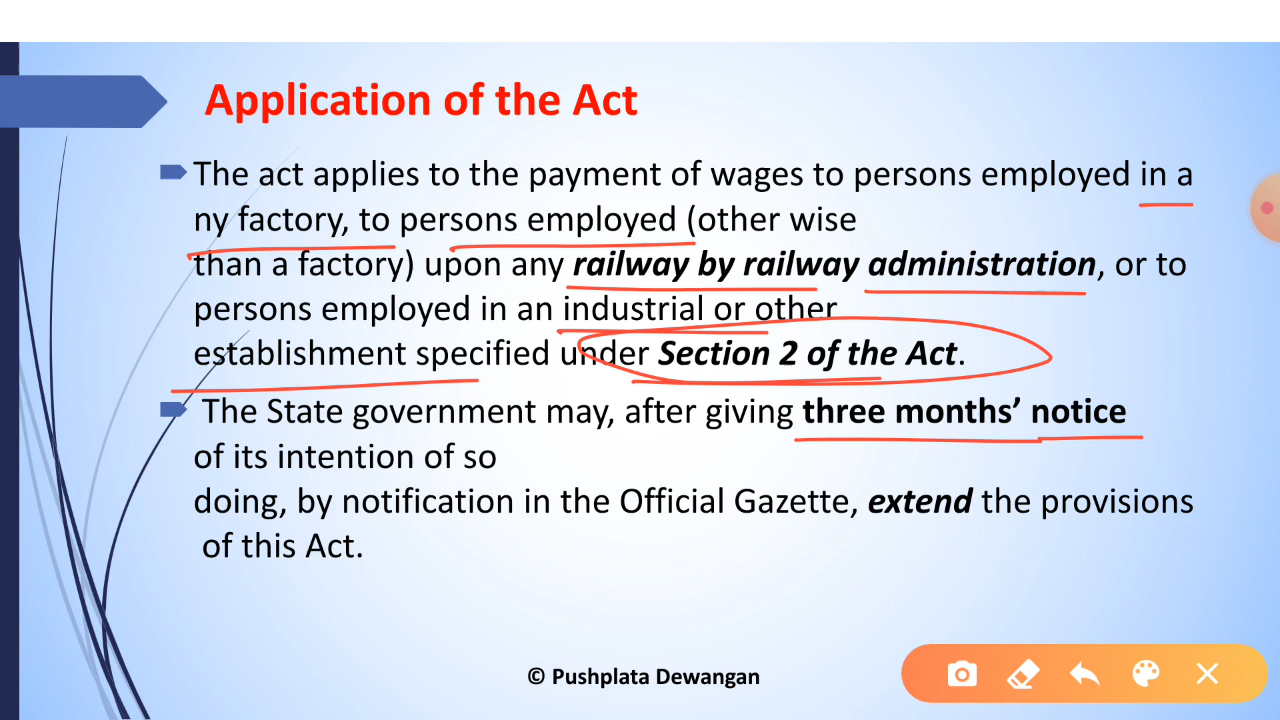 Application of the Act
The act applies to the payment of wages to persons employed in a
ny factory, to persons employed (other wise
than a factory) upon any railway by railway administration, or to
persons employed in an industrial or other
establishment specified under Section 2 of the Act.
The State government may, after giving three months’ notice
of its intention of so
doing, by notification in the Official Gazette, extend the provisions
of this Act.
© Pushplata Dewangan